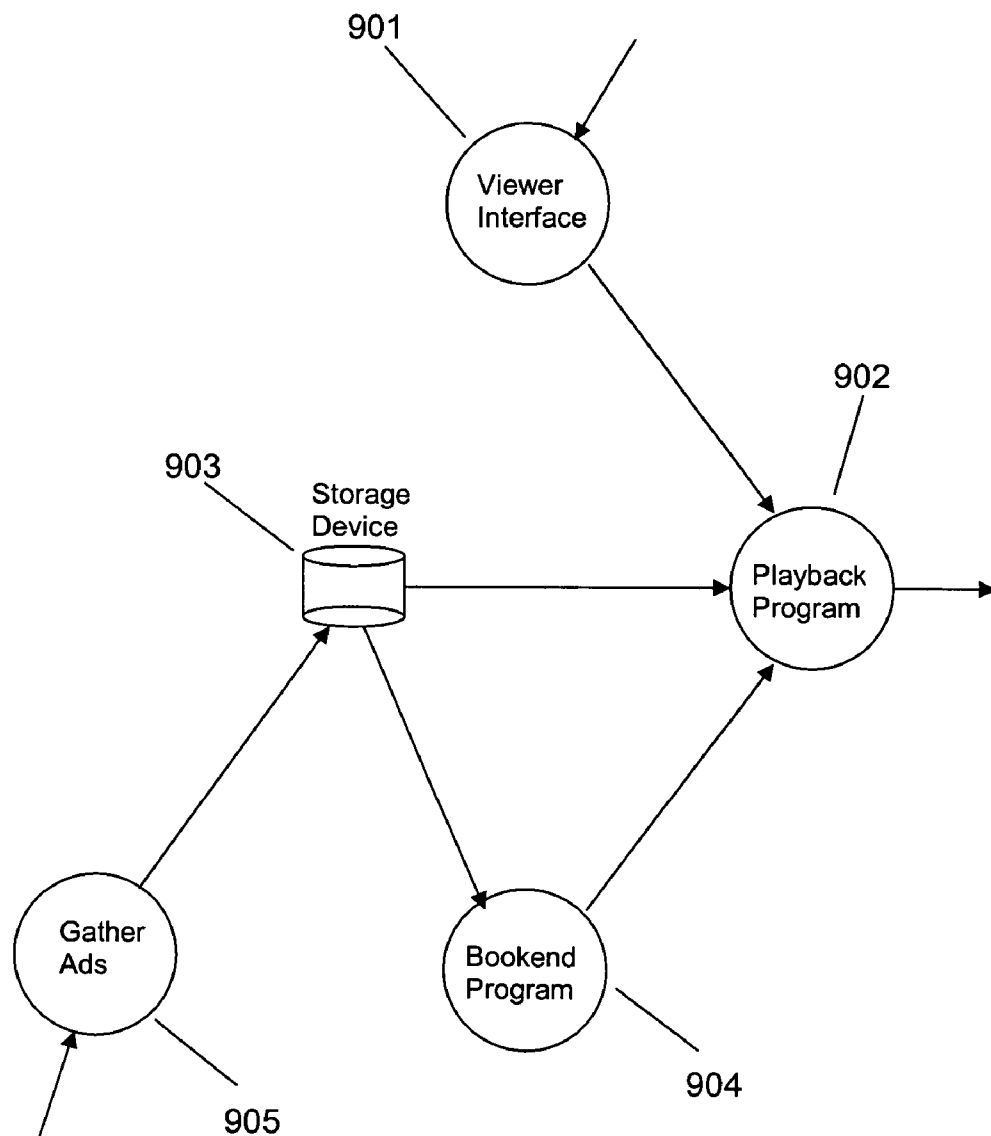 901
Viewer
Interface
902
903
Storage
Device
Playback
Program
Gather
Ads
Bookend
Program
904
905